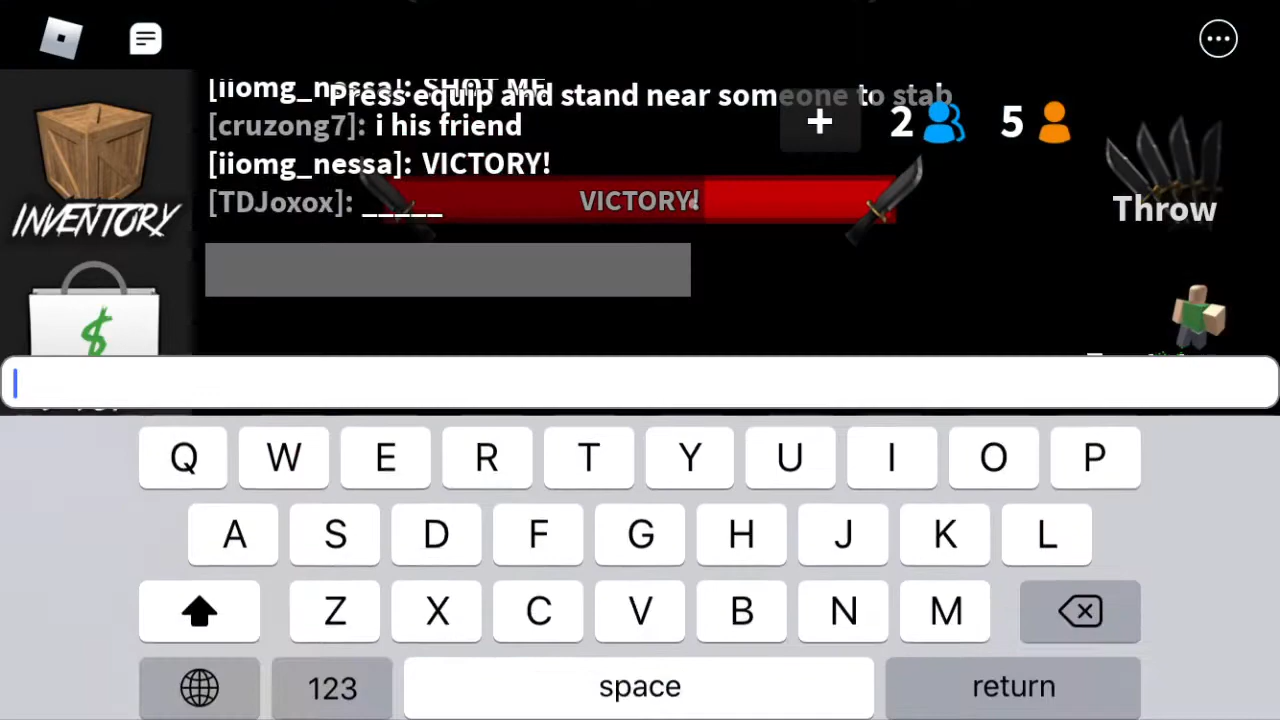 [iiomg_nessa]: SHOT ME
Press equip and stand near someone to stab
[cruzong7]: i his friend
+ 2 5
[iiomg_nessa]: VICTORY!
[TDJoxox]: _____
VICTORY!
Throw
INVENTORY
$
Q W E R T Y U I O P
A S D F G H J K L
Z X C V B N M
123 space return